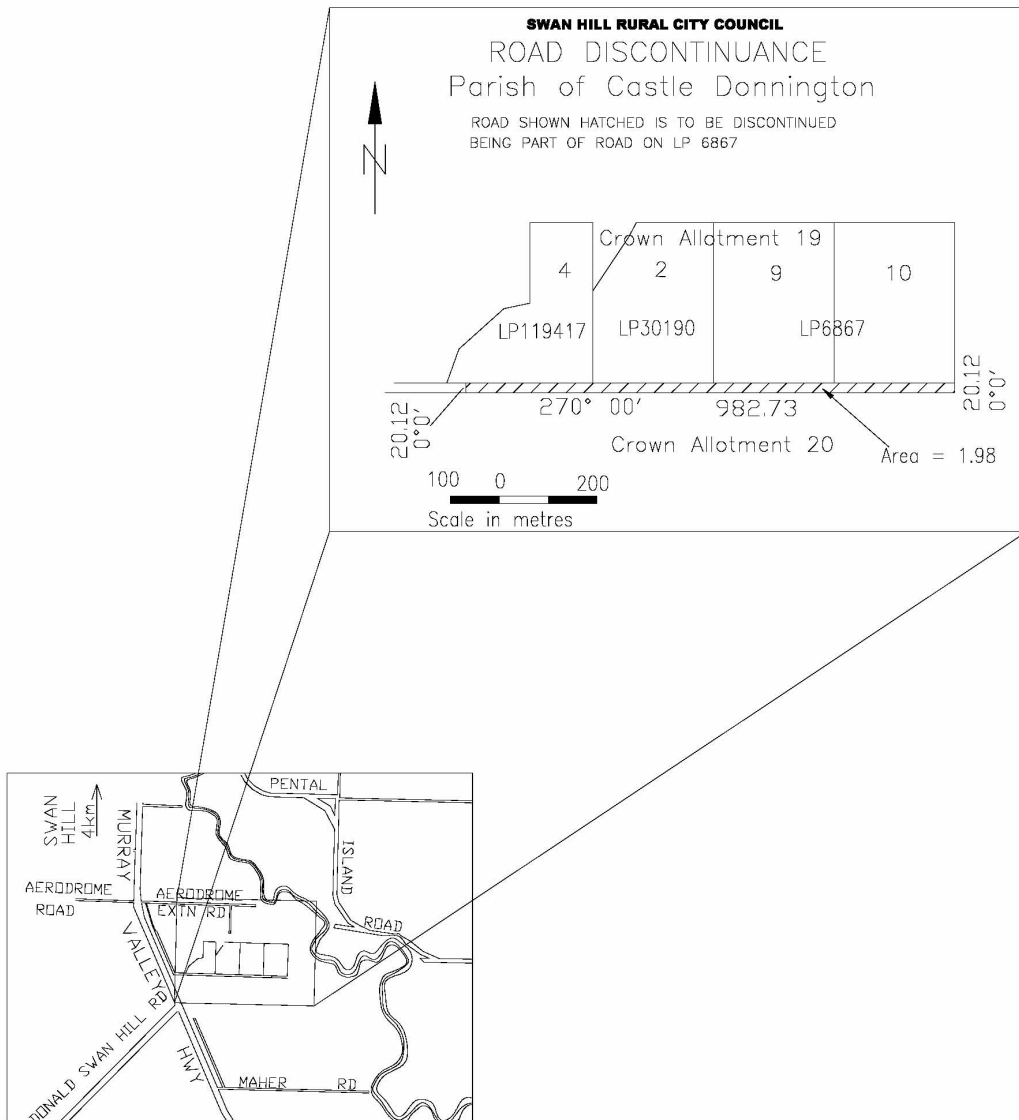 SWAN HILL RURAL CITY COUNCIL
ROAD DISCONTINUANCE
Parish of Castle Donnington
ROAD SHOWN HATCHED IS TO BE DISCONTINUED
BEING PART OF ROAD ON LP 6867
N
Crown Allotment 19
4
2
9
10
LP119417
LP30190
LP6867
20.12
0°0'
270° 00'
982.73
20.12
0°0'
Crown Allotment 20
Area = 1.98
100 0 200
Scale in metres
SWAN
HILL
4km
MURRAY
VALLEY
HWY
PENTAL
ISLAND
ROAD
AERODROME
ROAD
AERODROME
EXTN RD
DONALD SWAN HILL RD
MAHER RD